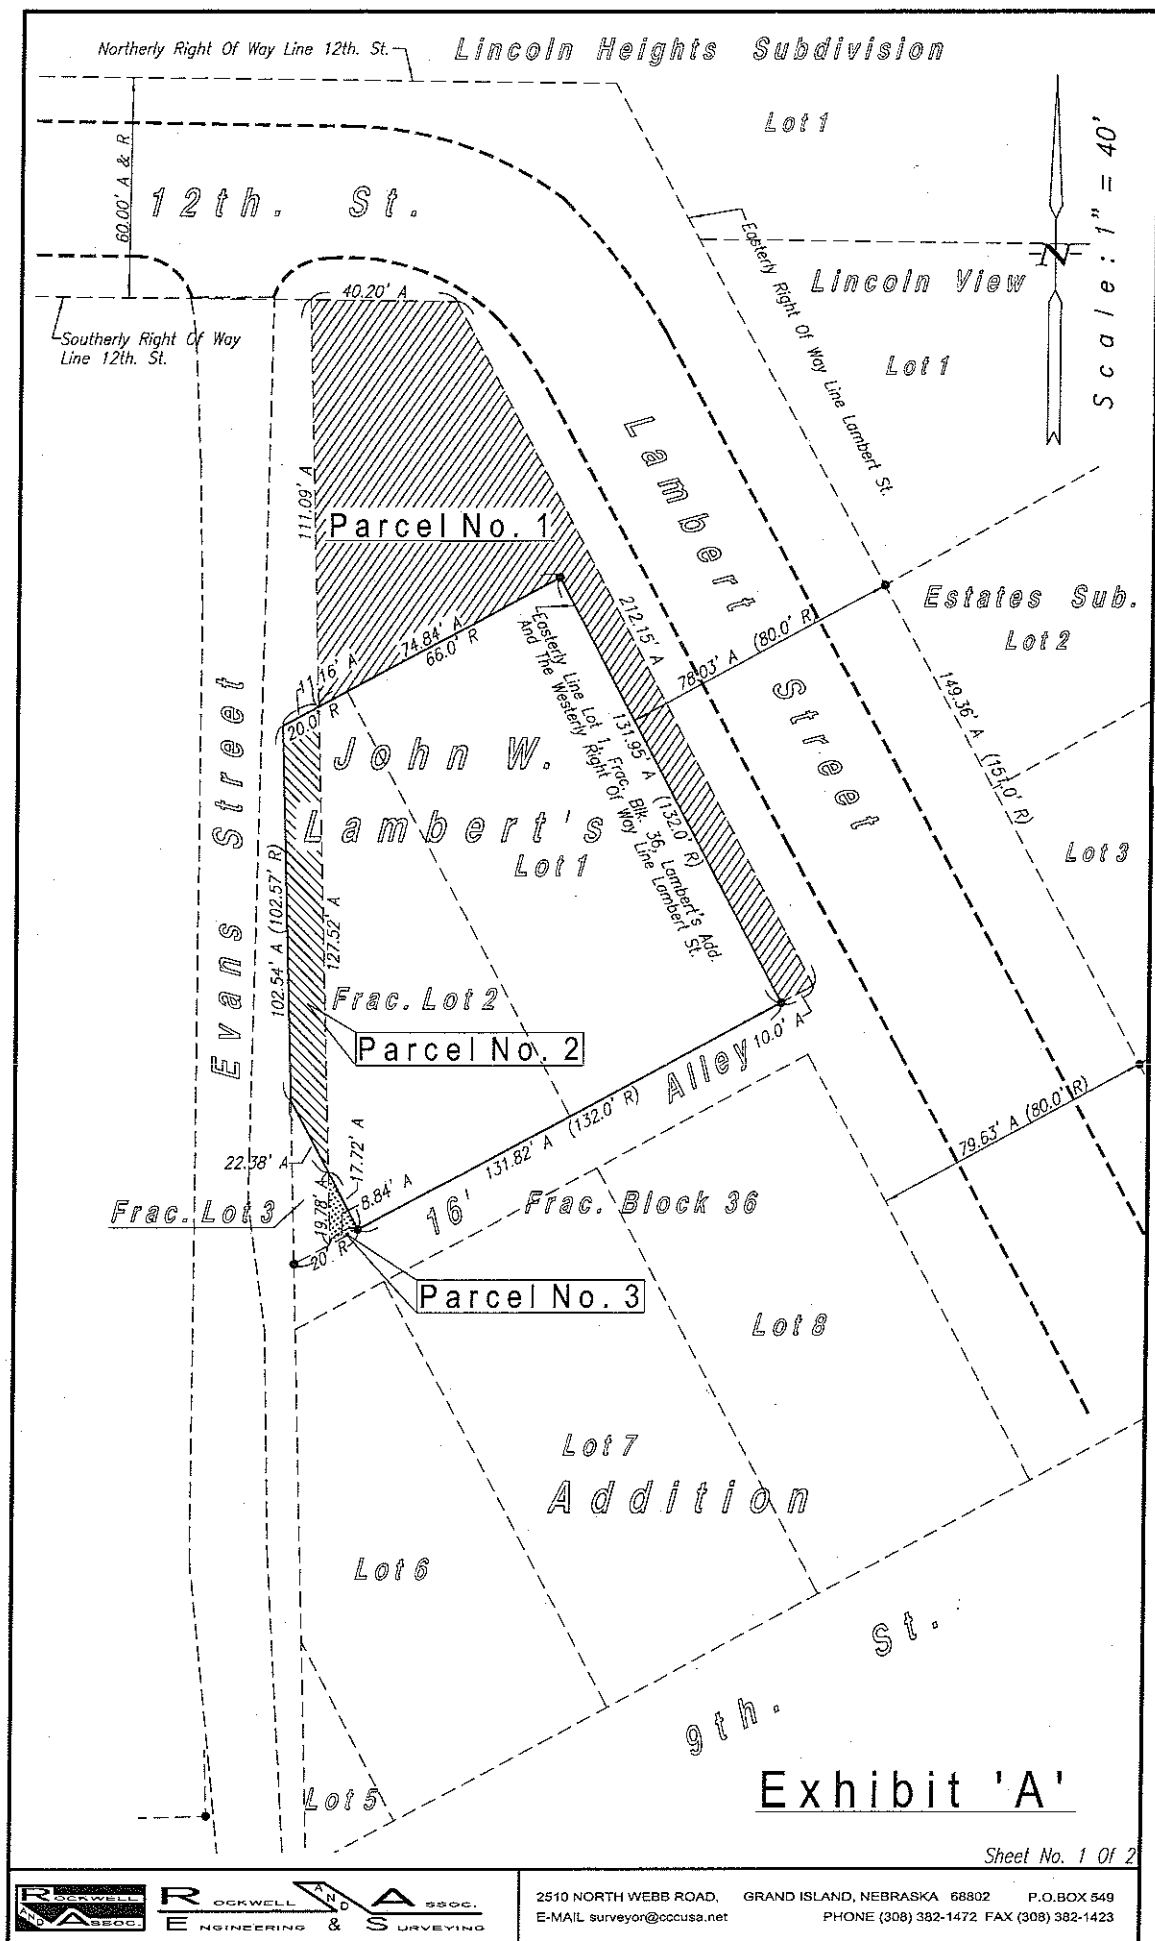 Northerly Right Of Way Line 12th. St.
Lincoln Heights Subdivision
Lot 1
60.00' A & R
12th. St.
Scale: 1" = 40'
N
Easterly Right Of Way Line Lambert St.
Lincoln View
Lot 1
40.20' A
Southerly Right Of Way
Line 12th. St.
111.09' A
Parcel No. 1
Lambert Street
212.15' A
Estates Sub.
Lot 2
74.84' A
66.0' R
11.16' A
20.0' R
78.03' A (80.0' R)
149.36' A (151.0' R)
Easterly Line Lot 1, Frac. Blk. 36, Lambert's Add.
And The Westerly Right Of Way Line Lambert St.
131.95' A (132.0' R)
John W.
Lambert's
Lot 1
Lot 3
Evans Street
102.54' A (102.57' R)
127.52' A
Frac. Lot 2
Parcel No. 2
10.0' A
Alley
131.82' A (132.0' R)
79.63' A (80.0' R)
22.38' A
17.72' A
8.84' A
19.78' A
Frac. Lot 3
16'
Frac. Block 36
20' R
Parcel No. 3
Lot 8
Lot 7
Addition
Lot 6
9th. St.
Lot 5
Exhibit 'A'
Sheet No. 1 Of 2
ROCKWELL
AND ASSOC.
ROCKWELL AND ASSOC.
ENGINEERING & SURVEYING
2510 NORTH WEBB ROAD, GRAND ISLAND, NEBRASKA 68802 P.O.BOX 549
E-MAIL surveyor@cccusa.net PHONE (308) 382-1472 FAX (308) 382-1423